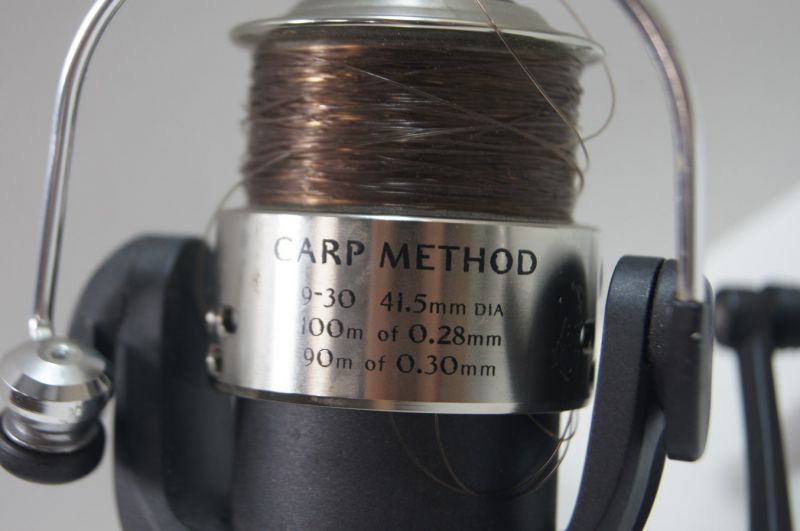 CARP METHOD
9-30 41.5mm DIA
100m of 0.28mm
90m of 0.30mm